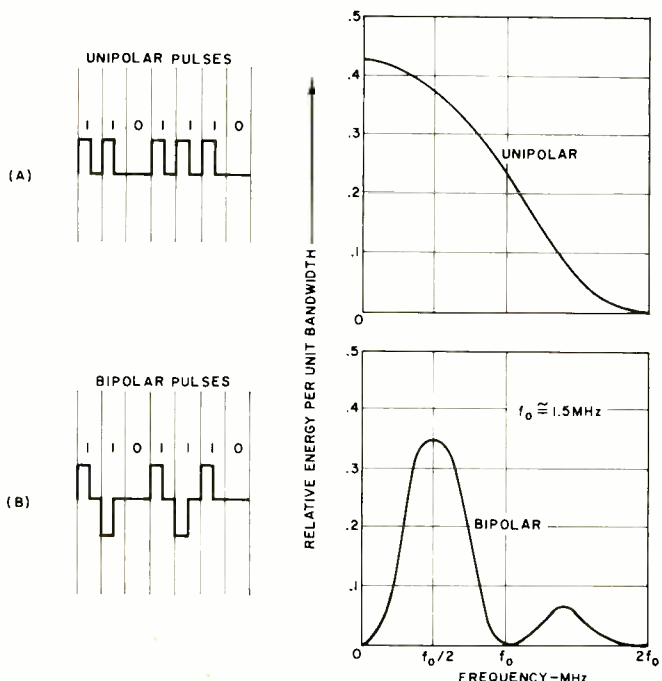 UNIPOLAR PULSES
(A)
1 1 0 1 1 1 0
.5
.4
.3
.2
.1
0
UNIPOLAR
RELATIVE ENERGY PER UNIT BANDWIDTH
BIPOLAR PULSES
(B)
1 1 0 1 1 1 0
.5
.4
.3
.2
.1
0
f₀ ≅ 1.5MHz
BIPOLAR
f₀/2
f₀
2f₀
FREQUENCY–MHz